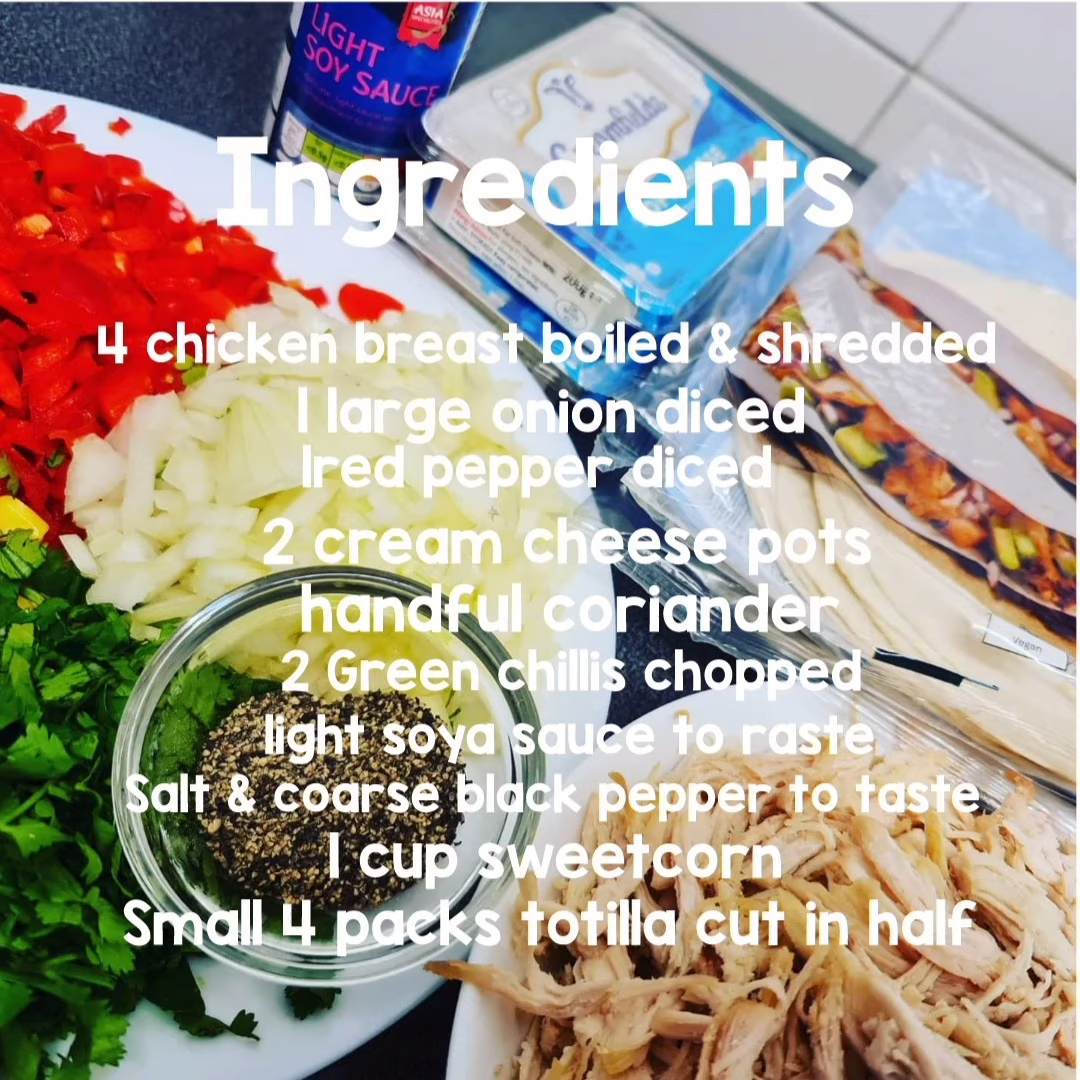 ASIA
LIGHT
SOY SAUCE
Ingredients
200g
4 chicken breast boiled & shredded
1 large onion diced
1red pepper diced
2 cream cheese pots
handful coriander
2 Green chillis chopped
Vegan
light soya sauce to raste
Salt & coarse black pepper to taste
1 cup sweetcorn
Small 4 packs totilla cut in half